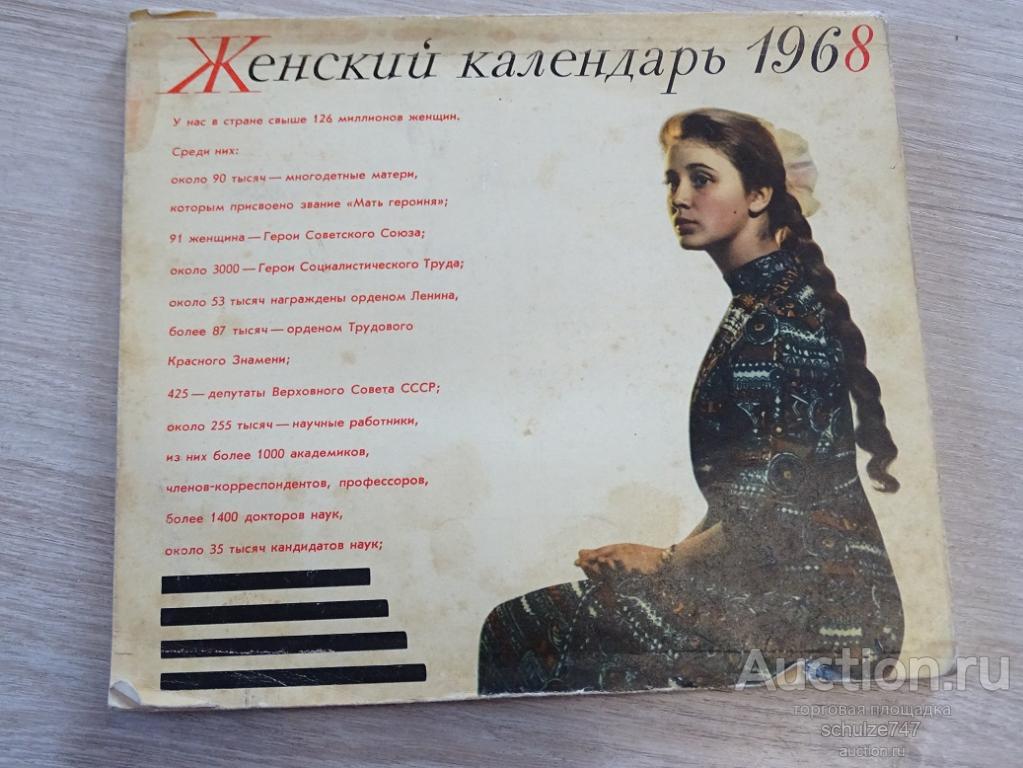 Женский календарь 1968
У нас в стране свыше 126 миллионов женщин.
Среди них:
около 90 тысяч — многодетные матери,
которым присвоено звание «Мать героиня»;
91 женщина — Герои Советского Союза;
около 3000 — Герои Социалистического Труда;
около 53 тысяч награждены орденом Ленина,
более 87 тысяч — орденом Трудового
Красного Знамени;
425 — депутаты Верховного Совета СССР;
около 255 тысяч — научные работники,
из них более 1000 академиков,
членов-корреспондентов, профессоров,
более 1400 докторов наук,
около 35 тысяч кандидатов наук;
Auction.ru
торговая площадка
schulze747
auction.ru